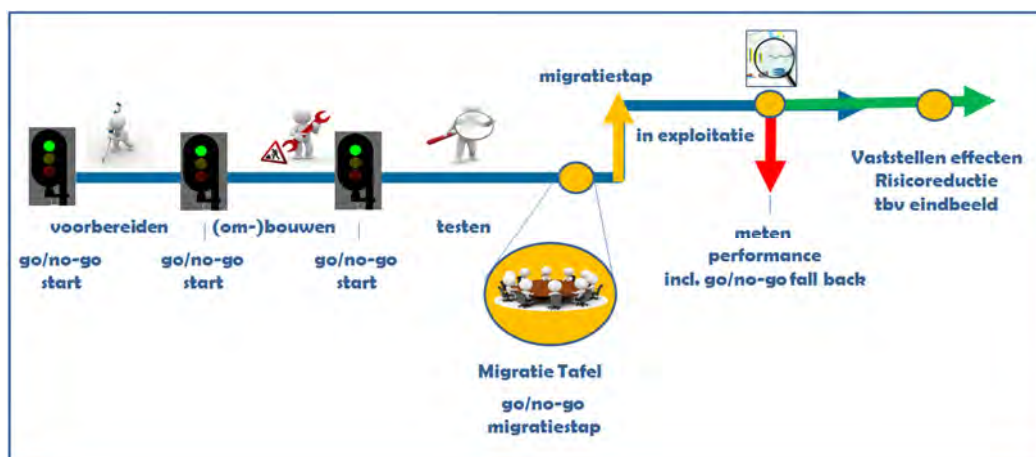 migratiestap
in exploitatie
voorbereiden
(om-)bouwen
testen
go/no-go
start
go/no-go
start
go/no-go
start
Migratie Tafel
go/no-go
migratiestap
meten
performance
incl. go/no-go fall back
Vaststellen effecten
Risicoreductie
tbv eindbeeld